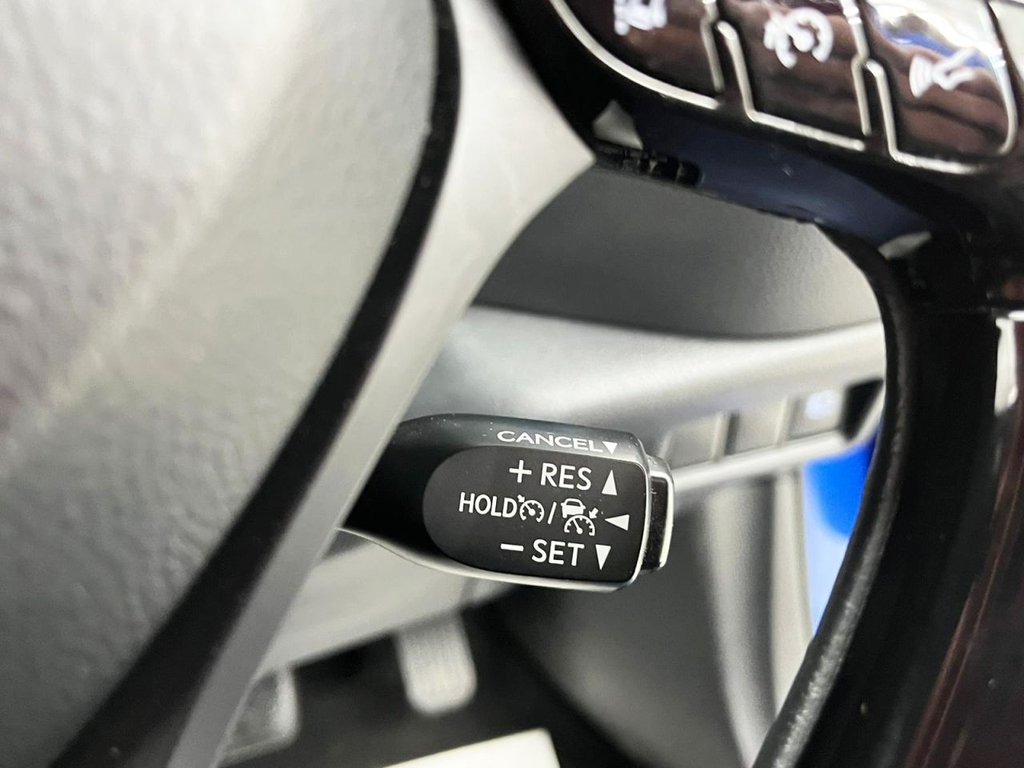 CANCEL▼
+ RES ▲
HOLD / ◀
− SET ▼